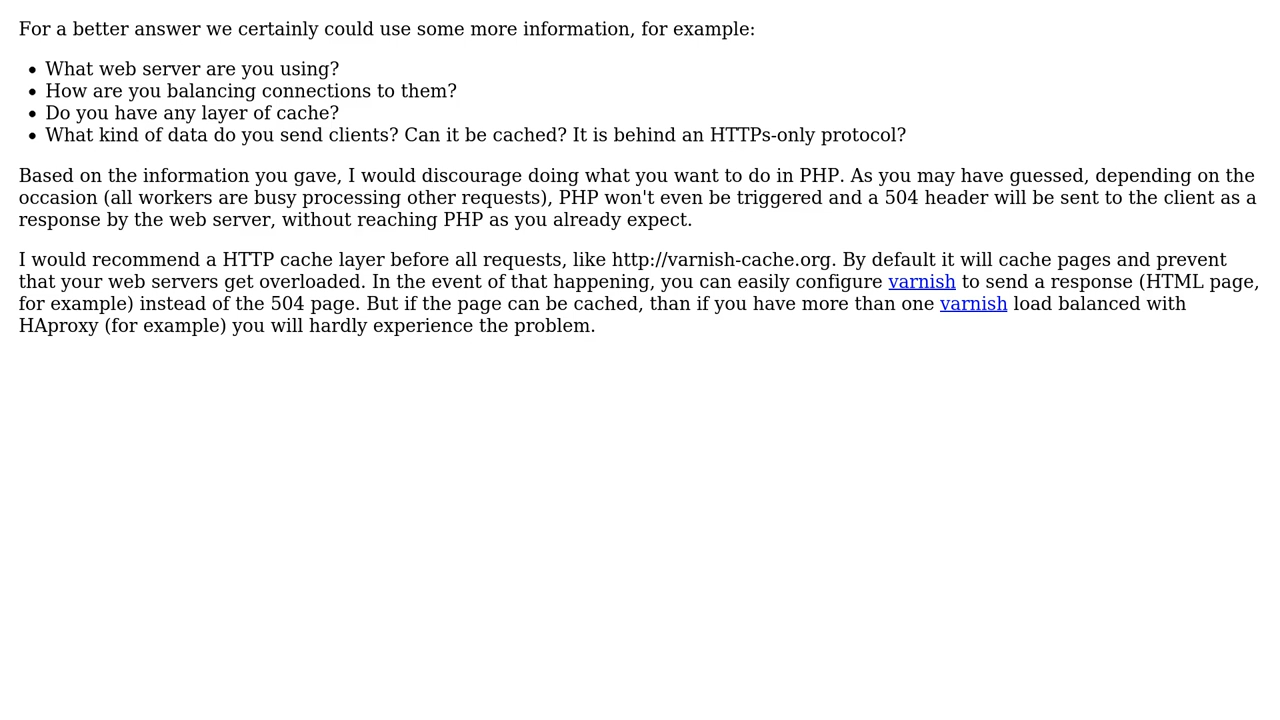 For a better answer we certainly could use some more information, for example:
• What web server are you using?
• How are you balancing connections to them?
• Do you have any layer of cache?
• What kind of data do you send clients? Can it be cached? It is behind an HTTPs-only protocol?
Based on the information you gave, I would discourage doing what you want to do in PHP. As you may have guessed, depending on the
occasion (all workers are busy processing other requests), PHP won't even be triggered and a 504 header will be sent to the client as a
response by the web server, without reaching PHP as you already expect.
I would recommend a HTTP cache layer before all requests, like http://varnish-cache.org. By default it will cache pages and prevent
that your web servers get overloaded. In the event of that happening, you can easily configure varnish to send a response (HTML page,
for example) instead of the 504 page. But if the page can be cached, than if you have more than one varnish load balanced with
HAproxy (for example) you will hardly experience the problem.